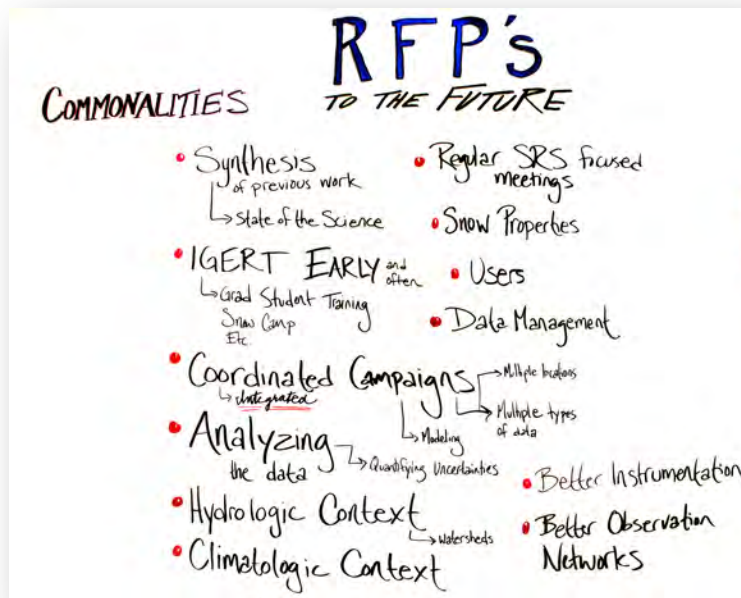 RFP's
TO THE FUTURE
COMMONALITIES
• Synthesis
of previous work
↳ State of the Science
• IGERT EARLY and often
↳ Grad Student Training
Snow Camp
Etc.
• Coordinated Campaigns
↳ Integrated
→ Multiple locations
→ Multiple types
of data
↳ Modeling
• Analyzing
the data
↳ Quantifying Uncertainties
• Hydrologic Context
↳ Watersheds
• Climatologic Context
• Regular SRS focused
meetings
• Snow Properties
• Users
• Data Management
• Better Instrumentation
• Better Observation
Networks